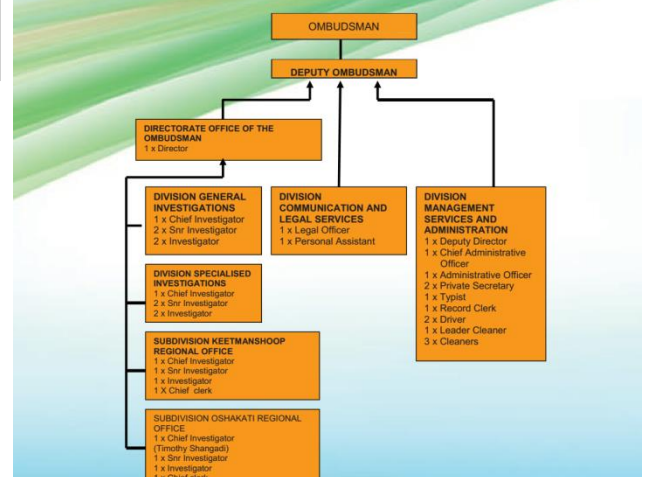 OMBUDSMAN
DEPUTY OMBUDSMAN
DIRECTORATE OFFICE OF THE
OMBUDSMAN
1 x Director
DIVISION GENERAL
INVESTIGATIONS
1 x Chief Investigator
2 x Snr Investigator
2 x Investigator
DIVISION
COMMUNICATION AND
LEGAL SERVICES
1 x Legal Officer
1 x Personal Assistant
DIVISION
MANAGEMENT
SERVICES AND
ADMINISTRATION
1 x Deputy Director
1 x Chief Administrative
Officer
1 x Administrative Officer
2 x Private Secretary
1 x Typist
1 x Record Clerk
2 x Driver
1 x Leader Cleaner
3 x Cleaners
DIVISION SPECIALISED
INVESTIGATIONS
1 x Chief Investigator
2 x Snr Investigator
2 x Investigator
SUBDIVISION KEETMANSHOOP
REGIONAL OFFICE
1 x Chief Investigator
1 x Snr Investigator
1 x Investigator
1 X Chief clerk
SUBDIVISION OSHAKATI REGIONAL
OFFICE
1 x Chief Investigator
(Timothy Shangadi)
1 x Snr Investigator
1 x Investigator
1 x Chief clerk